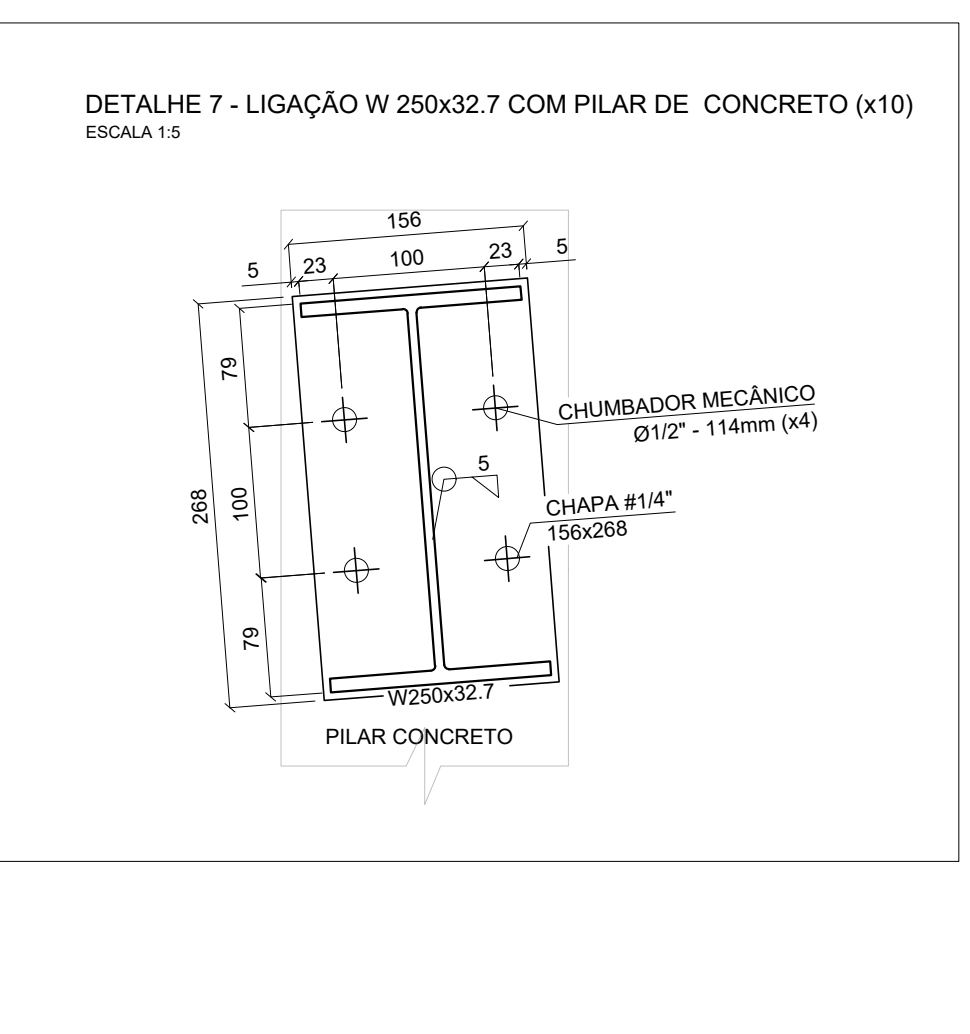 DETALHE 7 - LIGAÇÃO W 250x32.7 COM PILAR DE CONCRETO (x10)
ESCALA 1:5
156
5
23
100
23
5
79
100
79
268
CHUMBADOR MECÂNICO
Ø1/2" - 114mm (x4)
5
CHAPA #1/4"
156x268
W250x32.7
PILAR CONCRETO